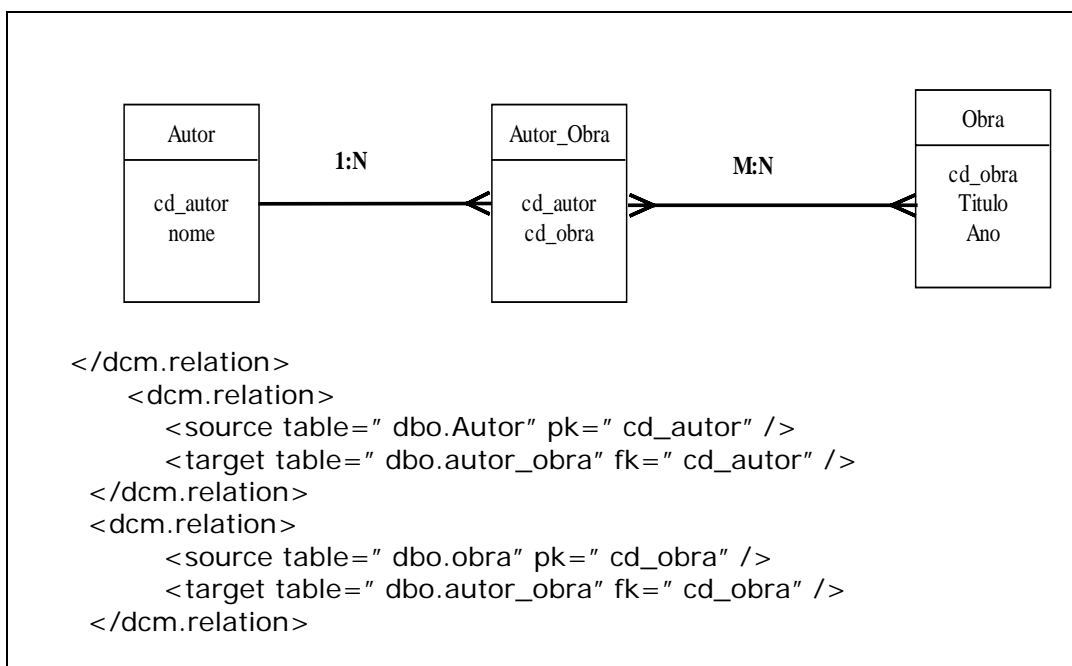 Autor
cd_autor
nome
1:N
Autor_Obra
cd_autor
cd_obra
M:N
Obra
cd_obra
Titulo
Ano
</dcm.relation>
<dcm.relation>
<source table=" dbo.Autor" pk=" cd_autor" />
<target table=" dbo.autor_obra" fk=" cd_autor" />
</dcm.relation>
<dcm.relation>
<source table=" dbo.obra" pk=" cd_obra" />
<target table=" dbo.autor_obra" fk=" cd_obra" />
</dcm.relation>